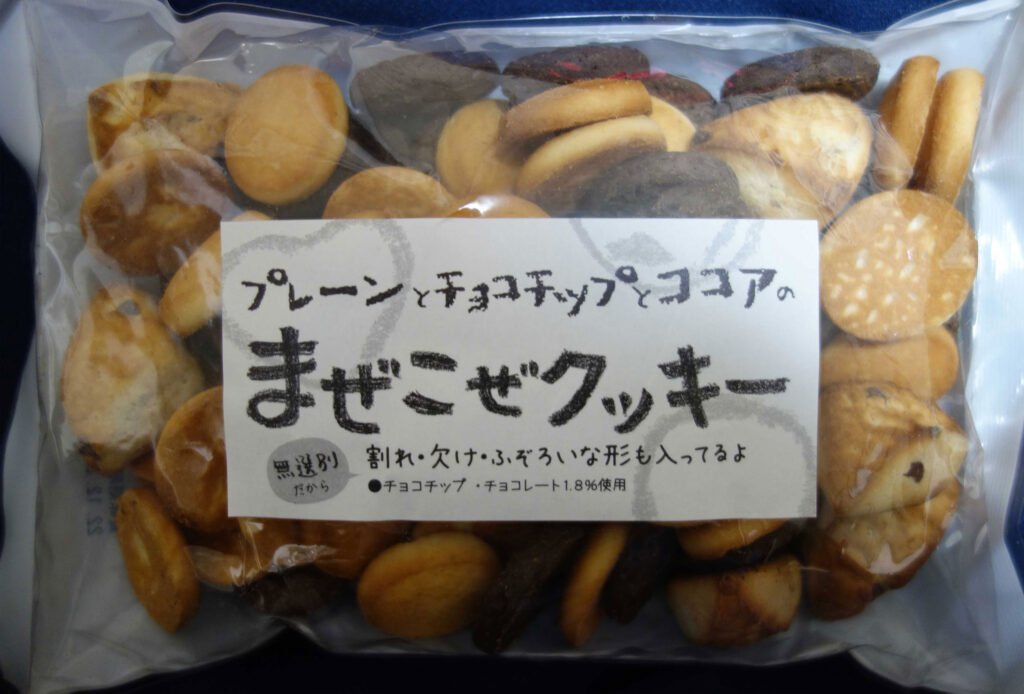 プレーンとチョコチップとココアの
まぜこぜクッキー
無選別
だから
割れ・欠け・ふぞろいな形も入ってるよ
●チョコチップ・チョコレート1.8%使用